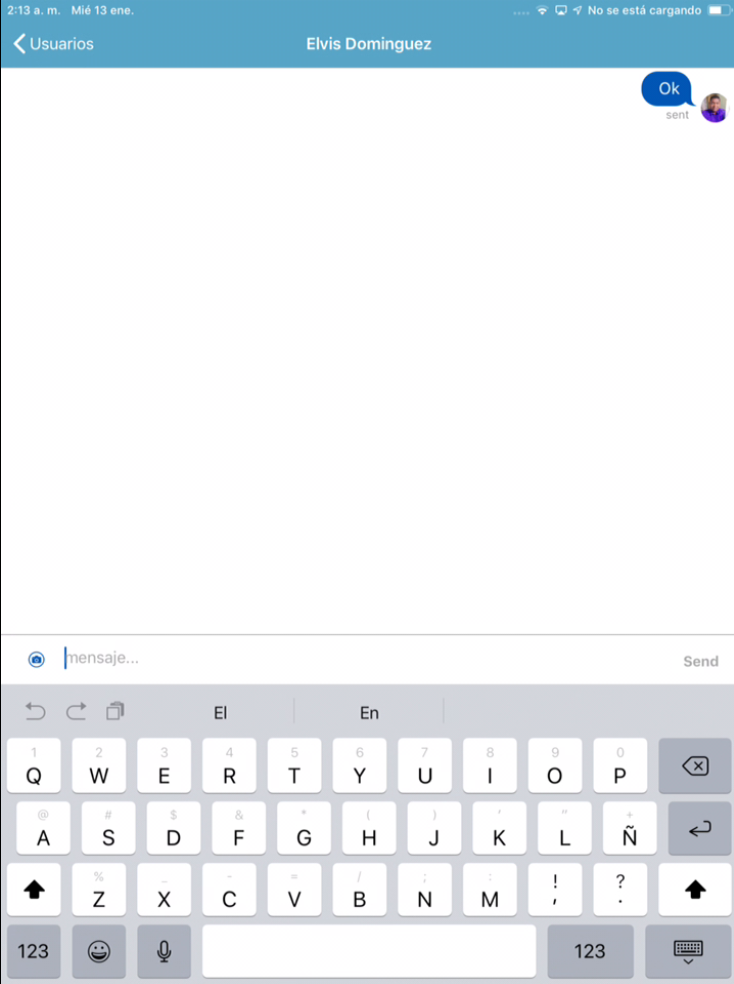 2:13 a. m. Mié 13 ene. No se está cargando
Usuarios Elvis Dominguez
Ok
sent
mensaje... Send
El En
1 2 3 4 5 6 7 8 9 0
Q W E R T Y U I O P
@ # $ & * ( ) ' " +
A S D F G H J K L Ñ
% - = / ; : ! ?
Z X C V B N M , .
123 123